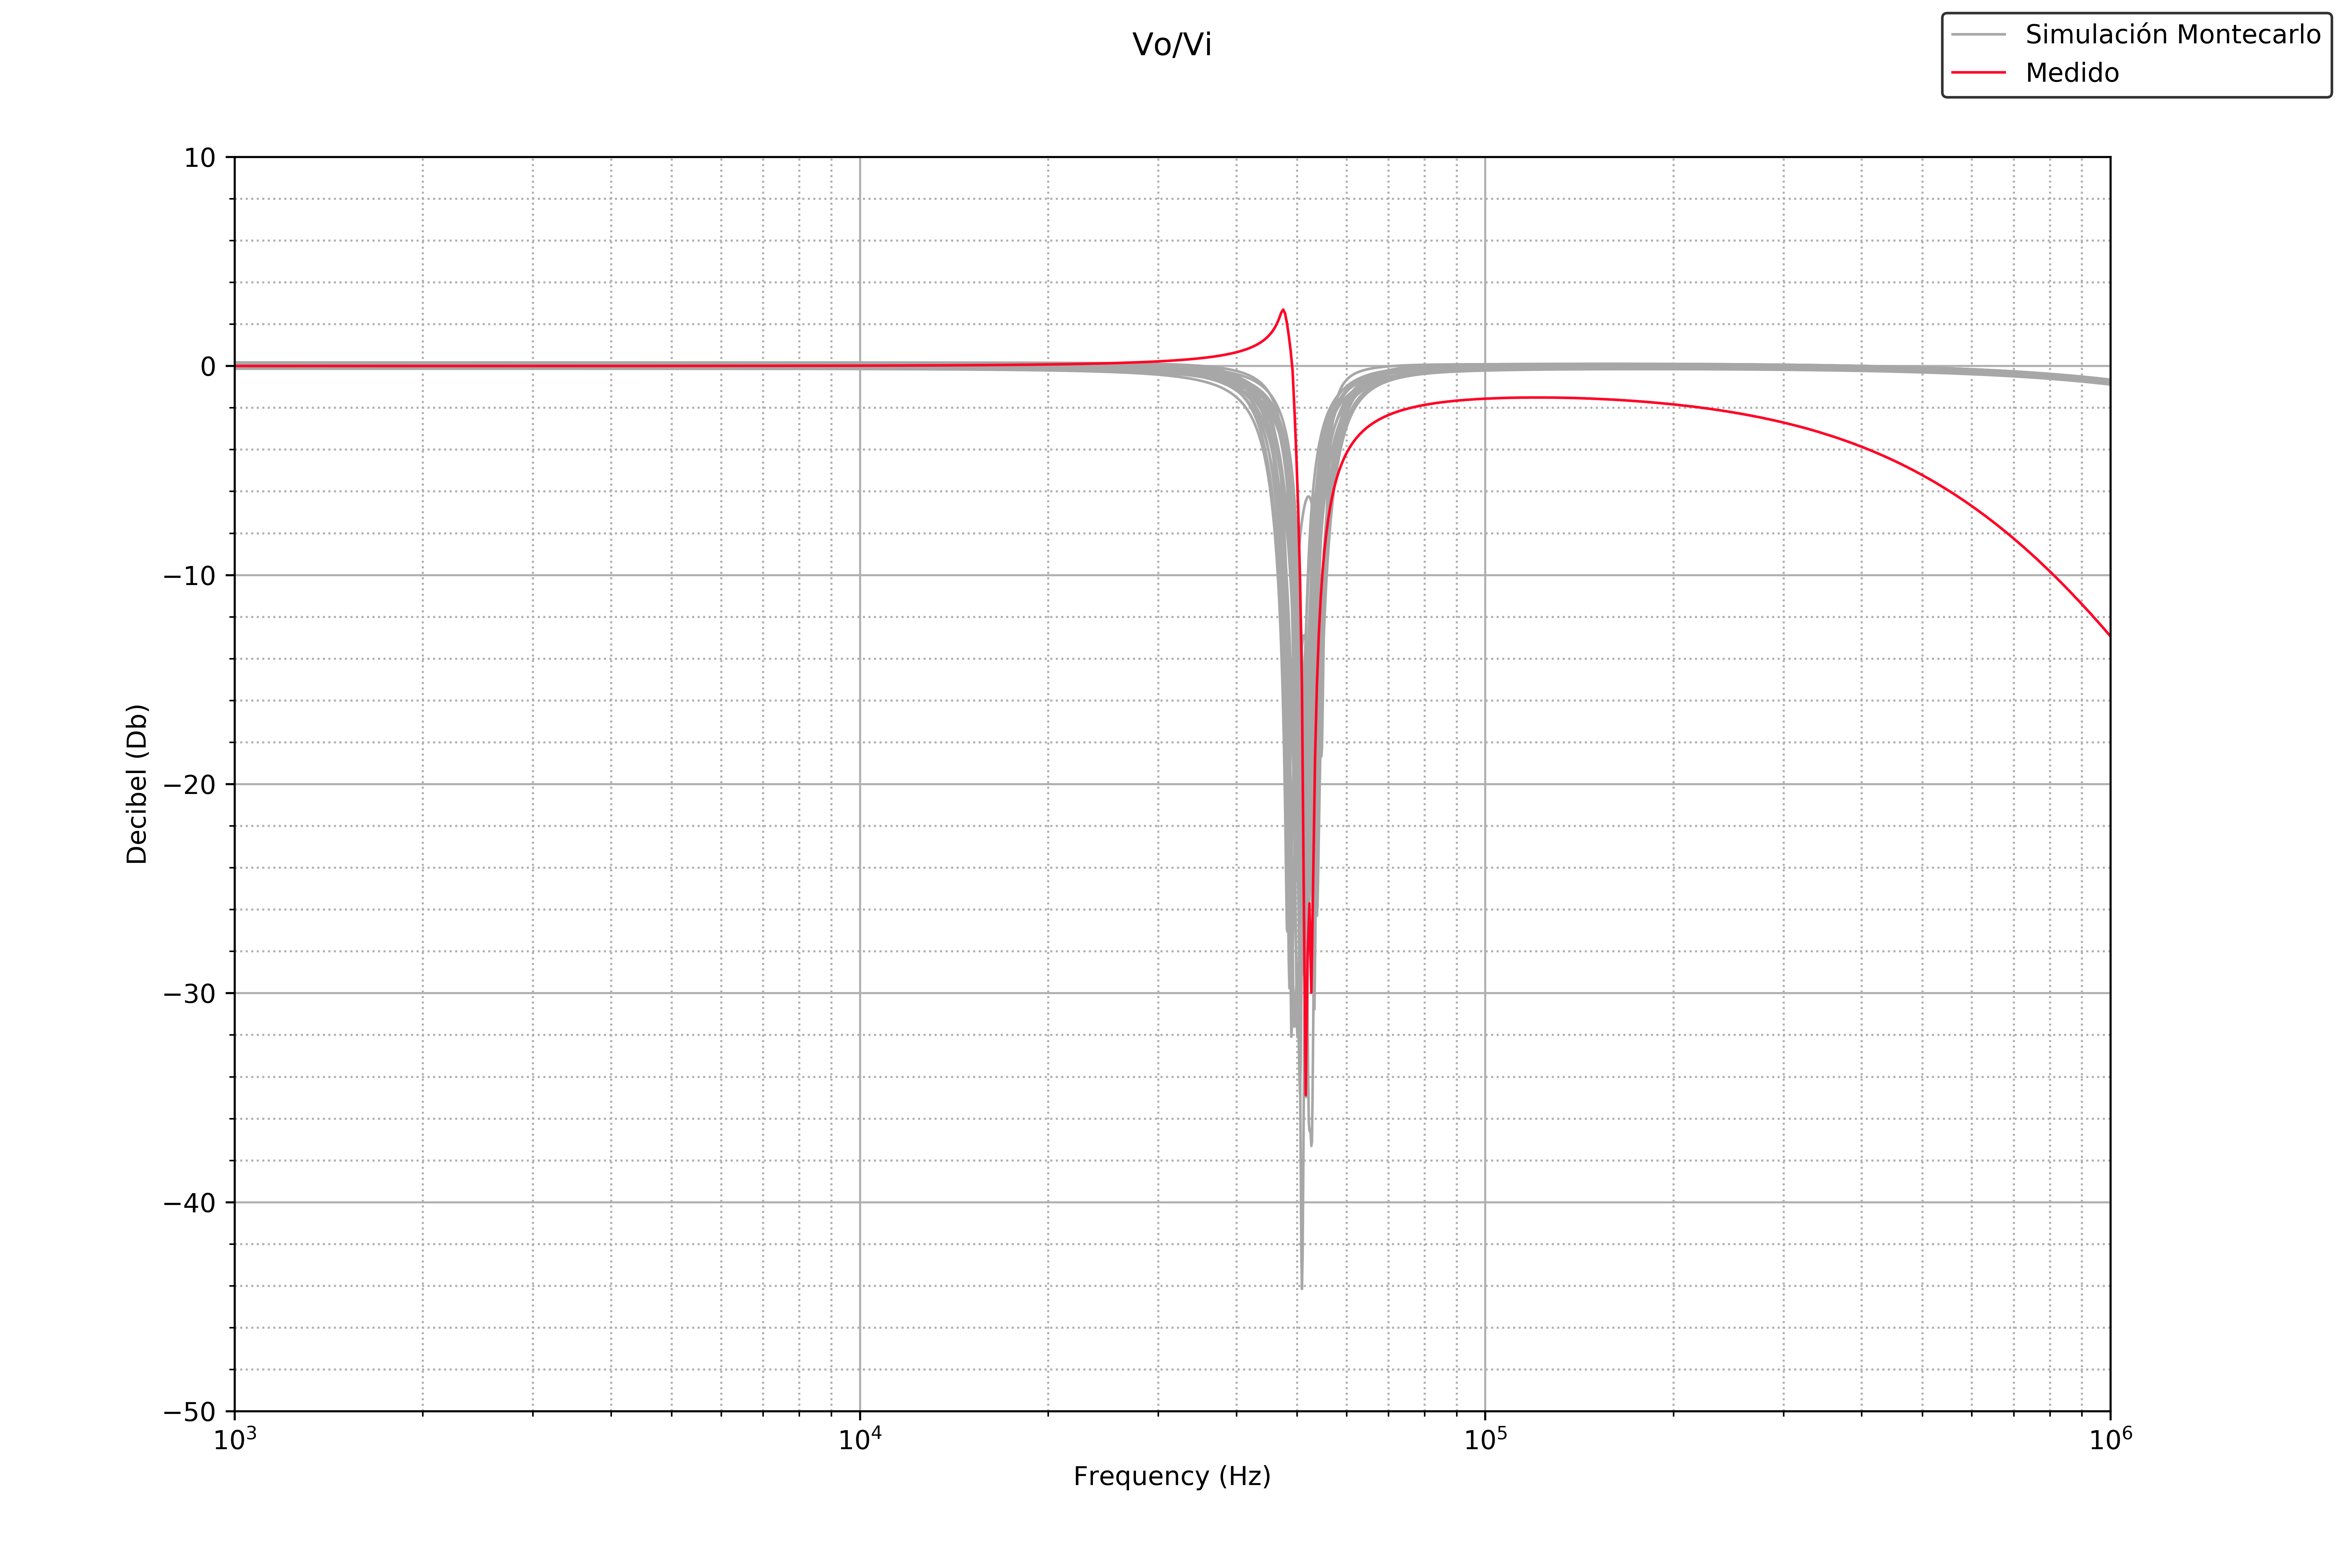 Vo/Vi
Simulación Montecarlo
Medido
10
0
−10
−20
−30
−40
−50
Decibel (Db)
10³
10⁴
10⁵
10⁶
Frequency (Hz)